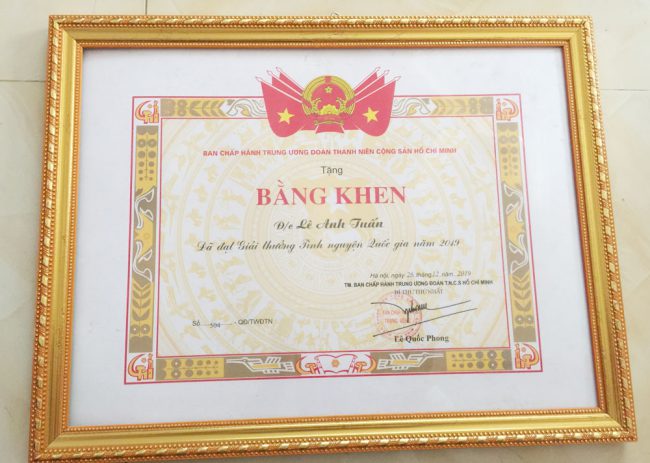 BAN CHẤP HÀNH TRUNG ƯƠNG ĐOÀN THANH NIÊN CỘNG SẢN HỒ CHÍ MINH
Tặng
BẰNG KHEN
Đ/c Lê Anh Tuấn
Đã đạt Giải thưởng Tình nguyện Quốc gia năm 2019
Hà nội, ngày 26 tháng 12 năm 2019
TM. BAN CHẤP HÀNH TRUNG ƯƠNG ĐOÀN T.N.C.S HỒ CHÍ MINH
BÍ THƯ THỨ NHẤT
Số 594 QĐ/TWĐTN
Lê Quốc Phong